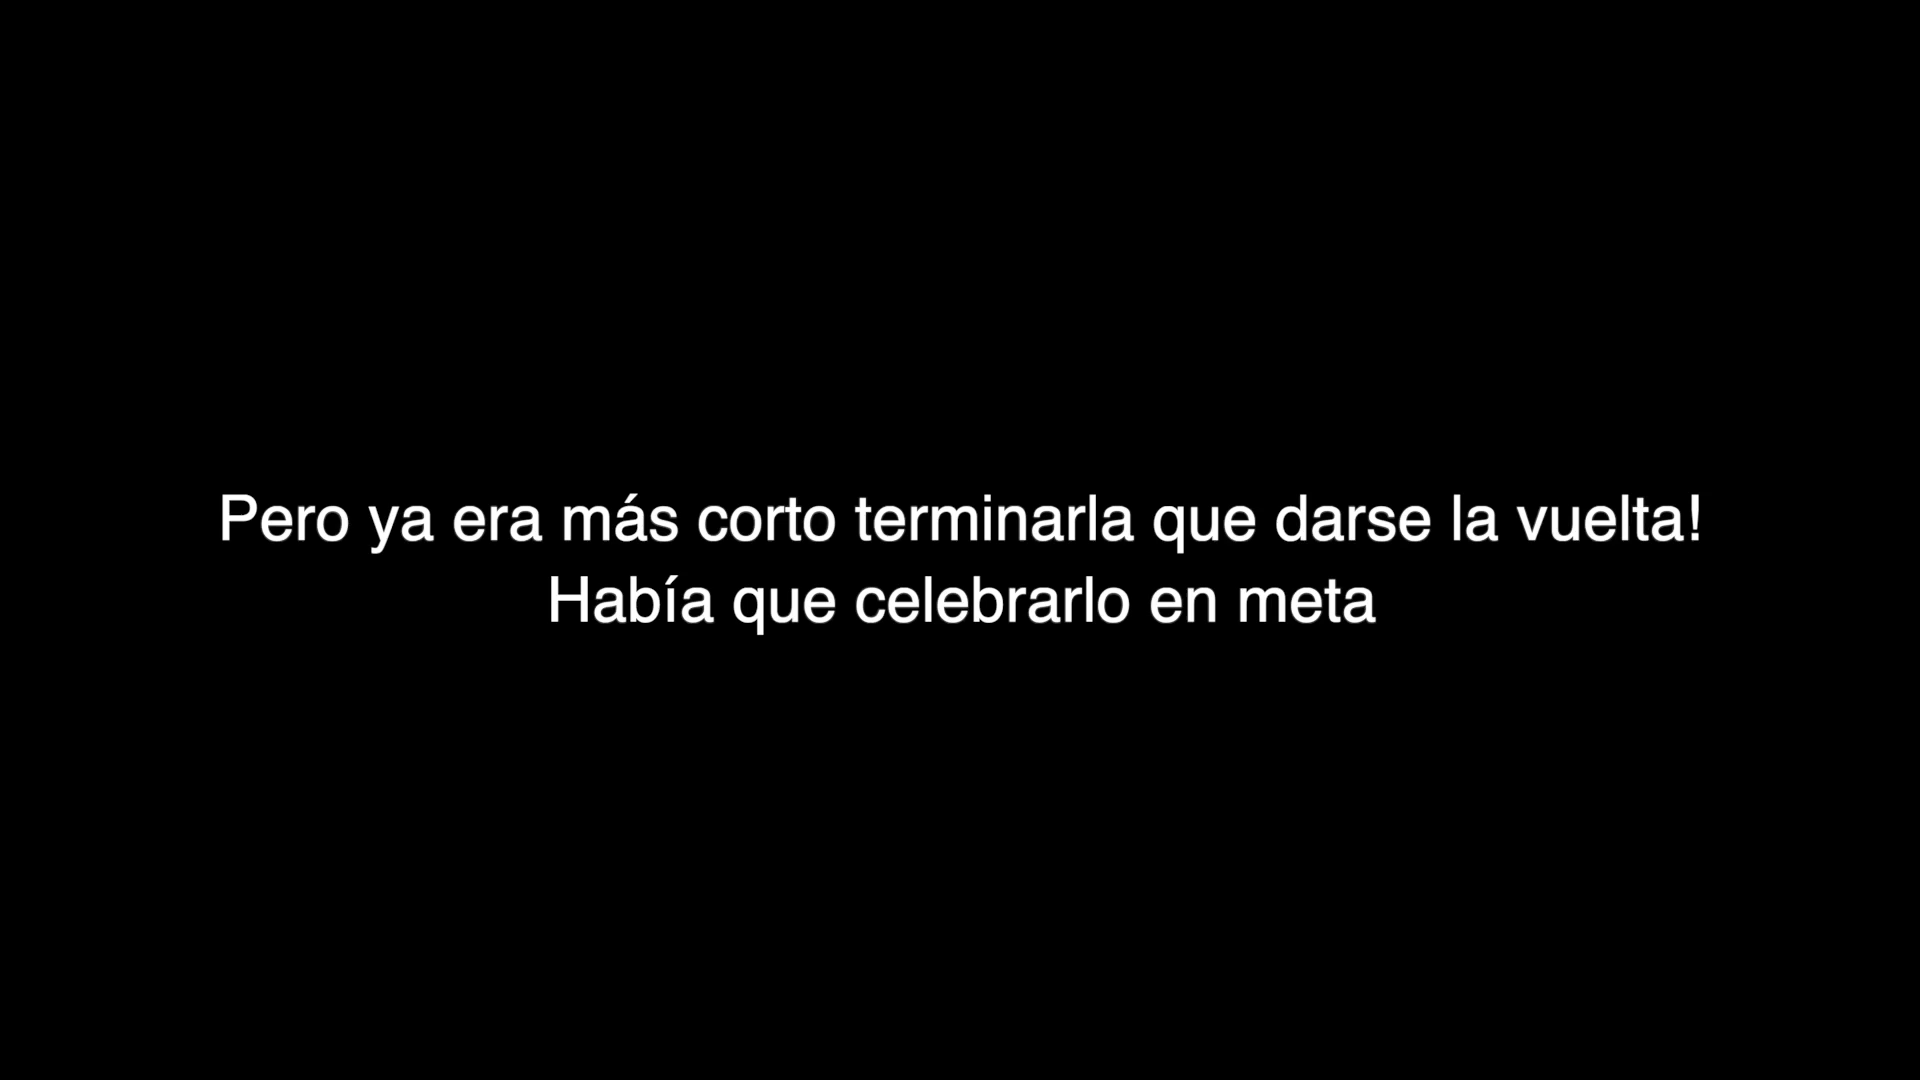 Pero ya era más corto terminarla que darse la vuelta!
Había que celebrarlo en meta